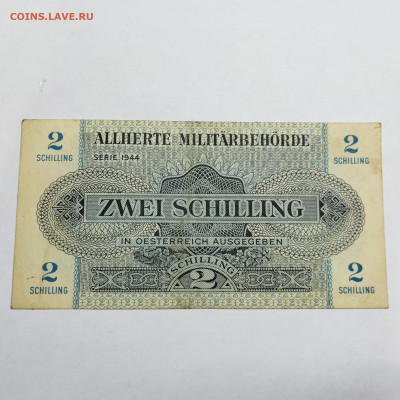 COINS.LAVE.RU
2 ALLIIERTE MILITÄRBEHÖRDE 2
SCHILLING SERIE 1944 SCHILLING
ZWEI SCHILLING
IN OESTERREICH AUSGEGEBEN
2 SCHILLING 2
SCHILLING 2 SCHILLING